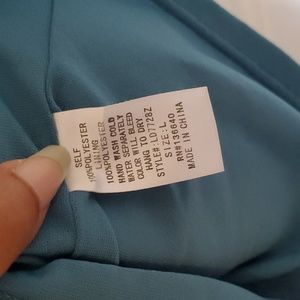 SELF
100%POLYESTER
LINING
100%POLYESTER
HAND WASH COLD
WATER SEPARATELY
COLOR WILL BLEED
HANG TO DRY
STYLE#:LD7728Z
SIZE:L
RN#136640
MADE IN CHINA